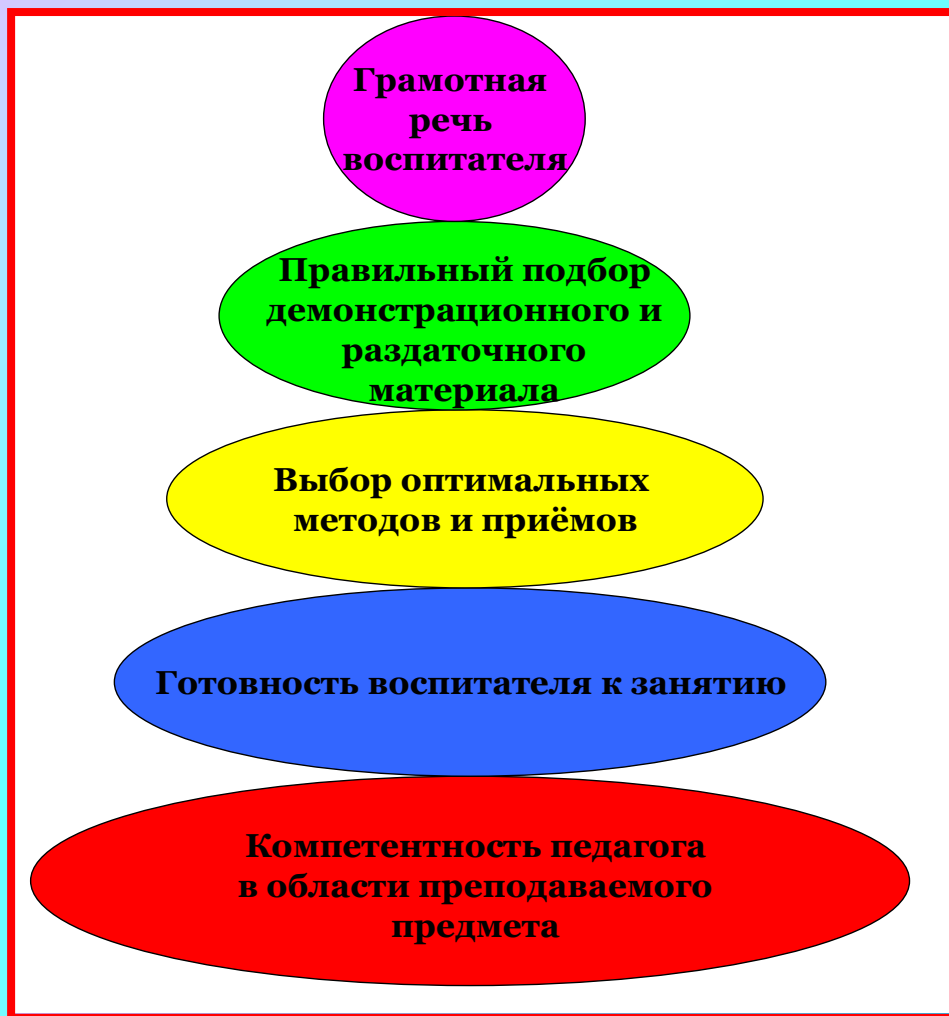 Грамотная
речь
воспитателя
Правильный подбор
демонстрационного и
раздаточного
материала
Выбор оптимальных
методов и приёмов
Готовность воспитателя к занятию
Компетентность педагога
в области преподаваемого
предмета